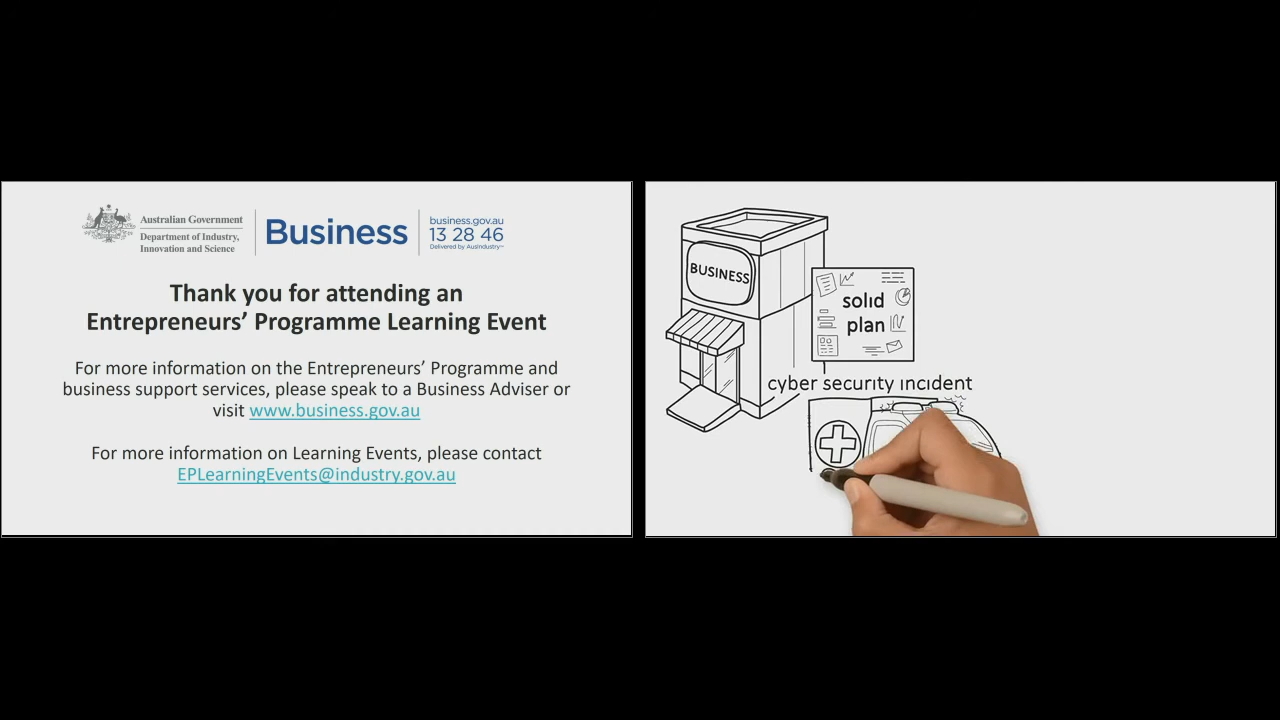 Australian Government
Department of Industry,
Innovation and Science
Business
business.gov.au
13 28 46
Delivered by AusIndustry™
Thank you for attending an
Entrepreneurs’ Programme Learning Event
For more information on the Entrepreneurs’ Programme and
business support services, please speak to a Business Adviser or
visit www.business.gov.au
For more information on Learning Events, please contact
EPLearningEvents@industry.gov.au
BUSINESS
solid
plan
cyber security incident